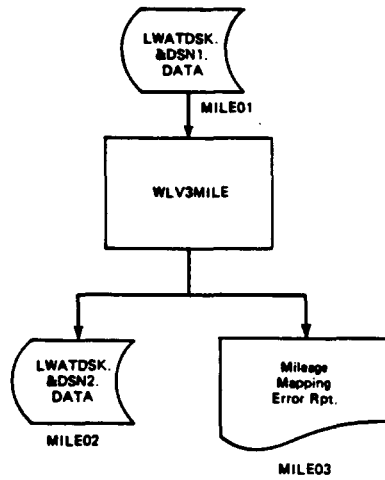 LWATDSK.
&DSN1.
DATA
MILE01
WLV3MILE
LWATDSK.
&DSN2.
DATA
MILE02
Mileage
Mapping
Error Rpt.
MILE03